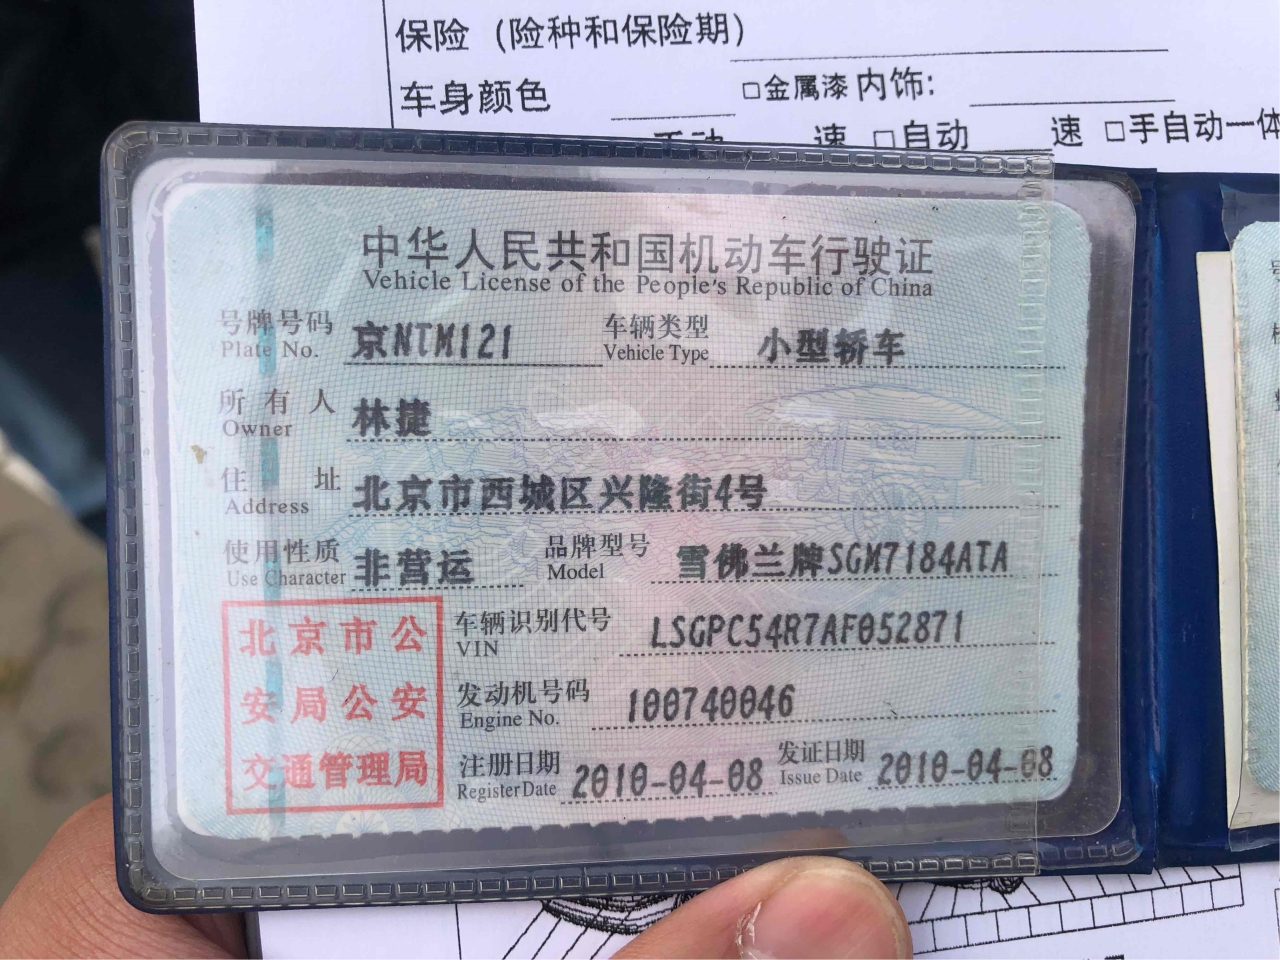 保险（险种和保险期）
车身颜色 □金属漆 内饰:
手动 速 □自动 速 □手自动一体
中华人民共和国机动车行驶证
Vehicle License of the People's Republic of China
号牌号码 京NTM121 车辆类型 小型轿车
Plate No. Vehicle Type
所有人 林捷
Owner
住址 北京市西城区兴隆街4号
Address
使用性质 非营运 品牌型号 雪佛兰牌SGM7184ATA
Use Character Model
车辆识别代号 LSGPC54R7AF052871
VIN
发动机号码 100740046
Engine No.
注册日期 2010-04-08 发证日期 2010-04-08
Register Date Issue Date
北京市公
安局公安
交通管理局